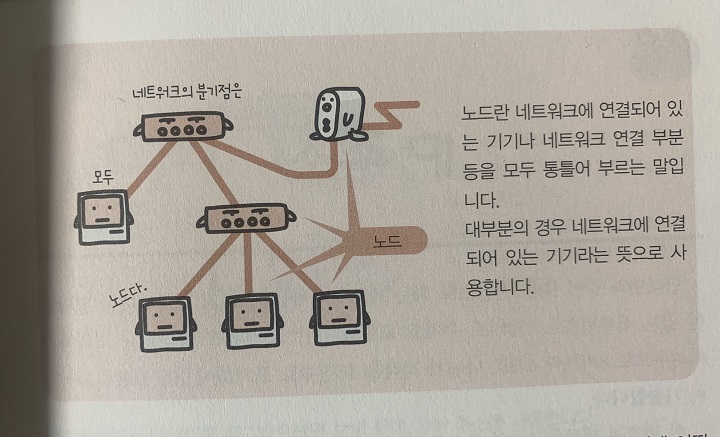 네트워크의 분기점은
모두
노드다.
노드
노드란 네트워크에 연결되어 있
는 기기나 네트워크 연결 부분
등을 모두 통틀어 부르는 말입
니다.
대부분의 경우 네트워크에 연결
되어 있는 기기라는 뜻으로 사
용합니다.